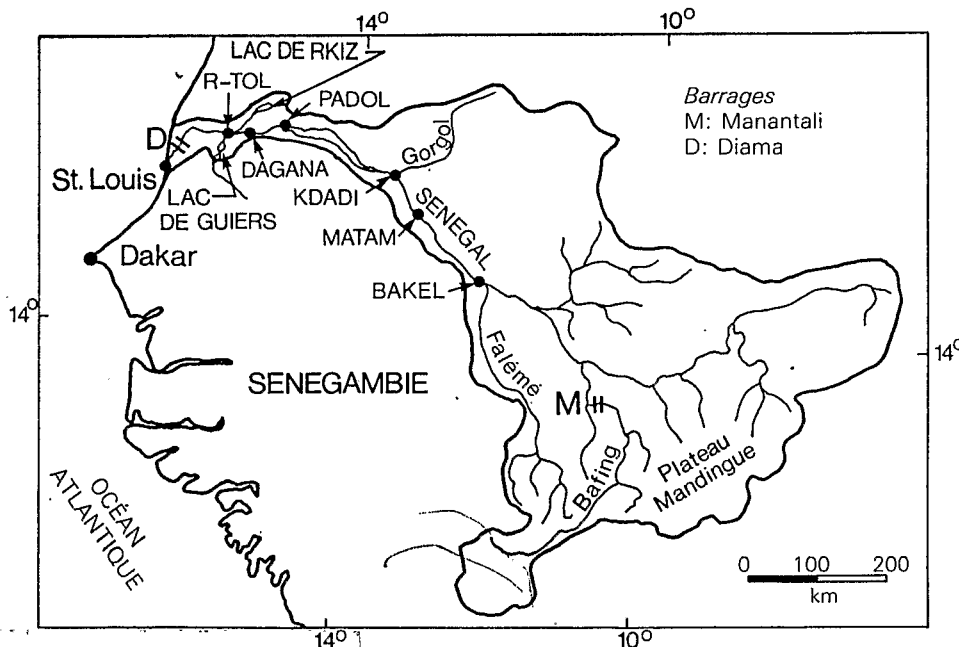 14°
10°
LAC DE RKIZ
R-TOL
PADOL
Barrages
M: Manantali
D: Diama
D
Gorgol
St. Louis
DAGANA
LAC
DE GUIERS
KDADI
SENEGAL
MATAM
Dakar
BAKEL
14°
14°
Falémé
SENEGAMBIE
M
Bafing
Plateau
Mandingue
OCÉAN
ATLANTIQUE
0 100 200
km
14°
10°